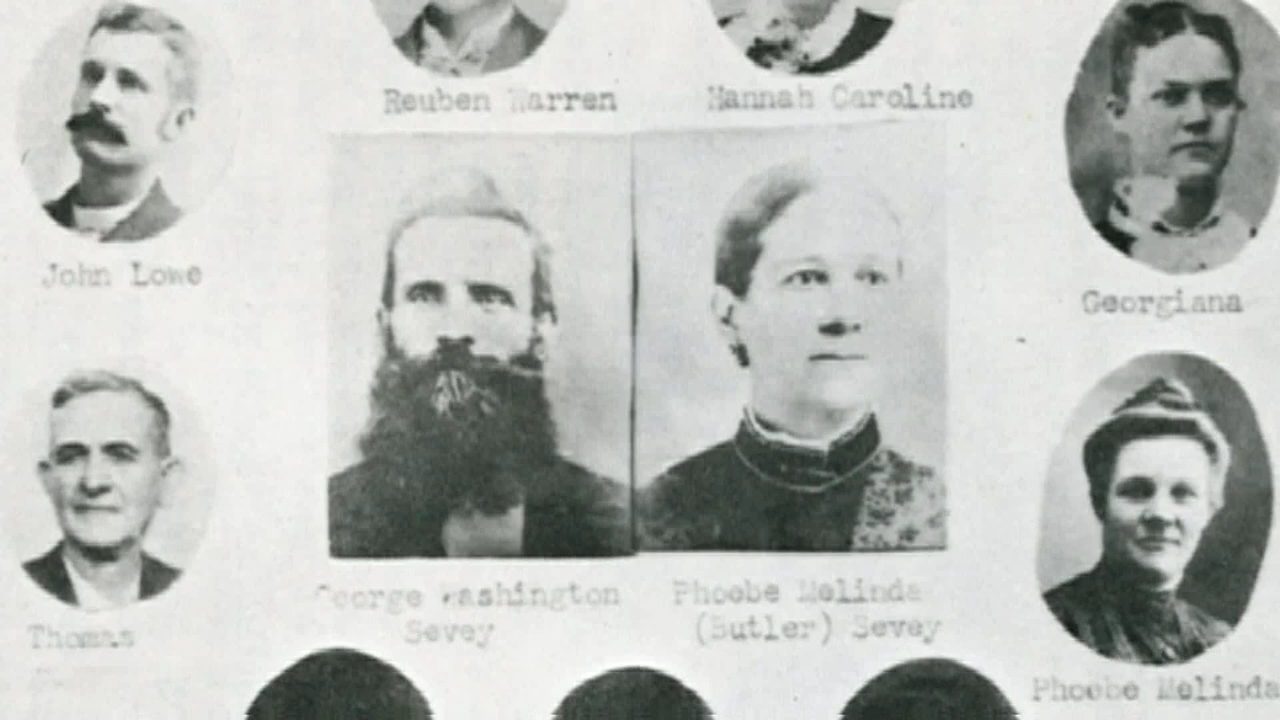 Reuben Warren
Hannah Caroline
John Lowe
Georgiana
George Washington
Sevey
Phoebe Melinda
(Butler) Sevey
Thomas
Phoebe Melinda